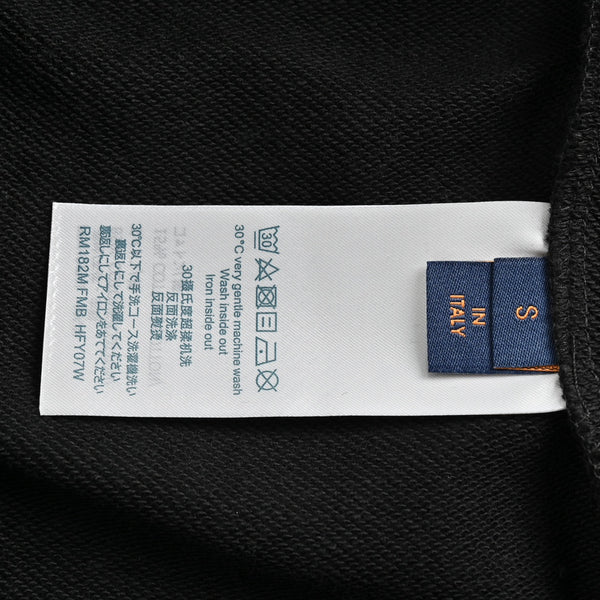 30°C very gentle machine wash
Wash inside out
Iron inside out
30摄氏度超柔机洗
反面洗涤
反面熨烫
30℃以下で手洗コース洗濯機洗い
裏返しにして洗濯してください
裏返しにしてアイロンをあててください
RM182M FMB HFY07W
S
IN
ITALY